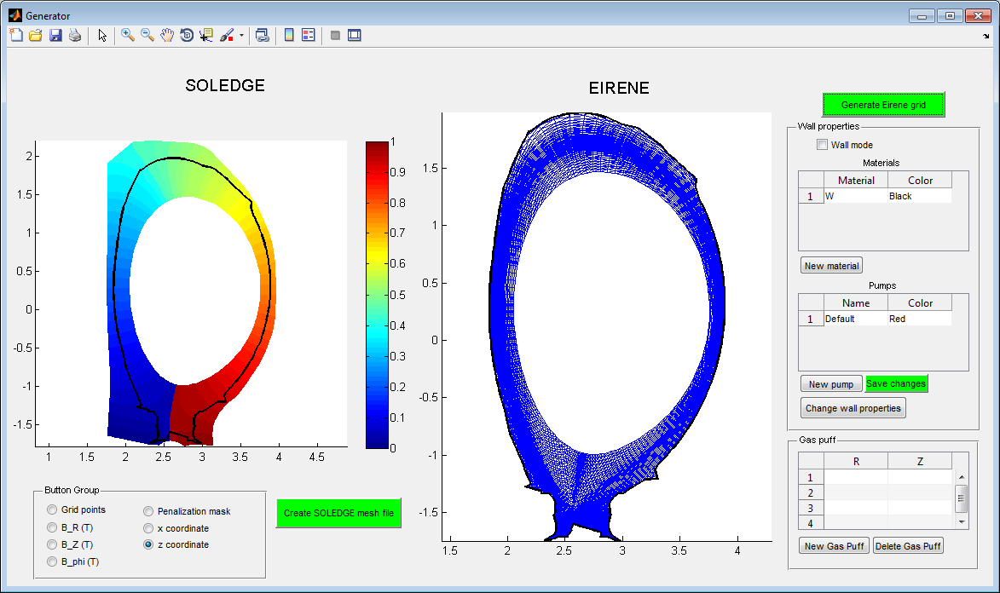 Generator
SOLEDGE
2
1.5
1
0.5
0
-0.5
-1
-1.5
1
1.5
2
2.5
3
3.5
4
4.5
1
0.9
0.8
0.7
0.6
0.5
0.4
0.3
0.2
0.1
0
Button Group
Grid points
B_R (T)
B_Z (T)
B_phi (T)
Penalization mask
x coordinate
z coordinate
Create SOLEDGE mesh file
EIRENE
1.5
1
0.5
0
-0.5
-1
-1.5
1.5
2
2.5
3
3.5
4
Generate Eirene grid
Wall properties
Wall mode
Materials
Material Color
1 W Black
New material
Pumps
Name Color
1 Default Red
New pump Save changes
Change wall properties
Gas puff
R Z
1
2
3
4
New Gas Puff Delete Gas Puff